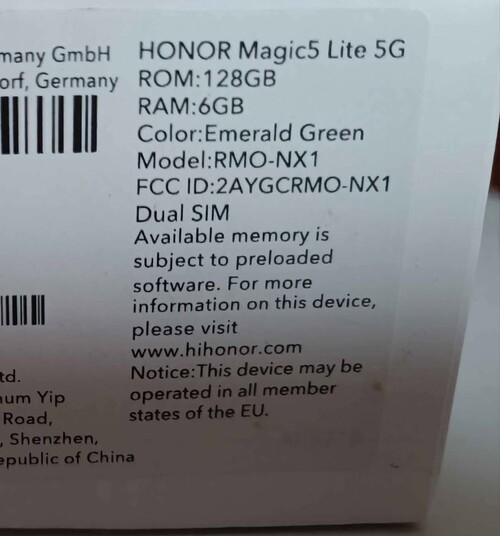 GmbH
Germany
HONOR Magic5 Lite 5G
ROM:128GB
RAM:6GB
Color:Emerald Green
Model:RMO-NX1
FCC ID:2AYGCRMO-NX1
Dual SIM
Available memory is
subject to preloaded
software. For more
information on this device,
please visit
www.hihonor.com
Notice:This device may be
operated in all member
states of the EU.
td.
Yip
Road,
, Shenzhen,
epublic of China